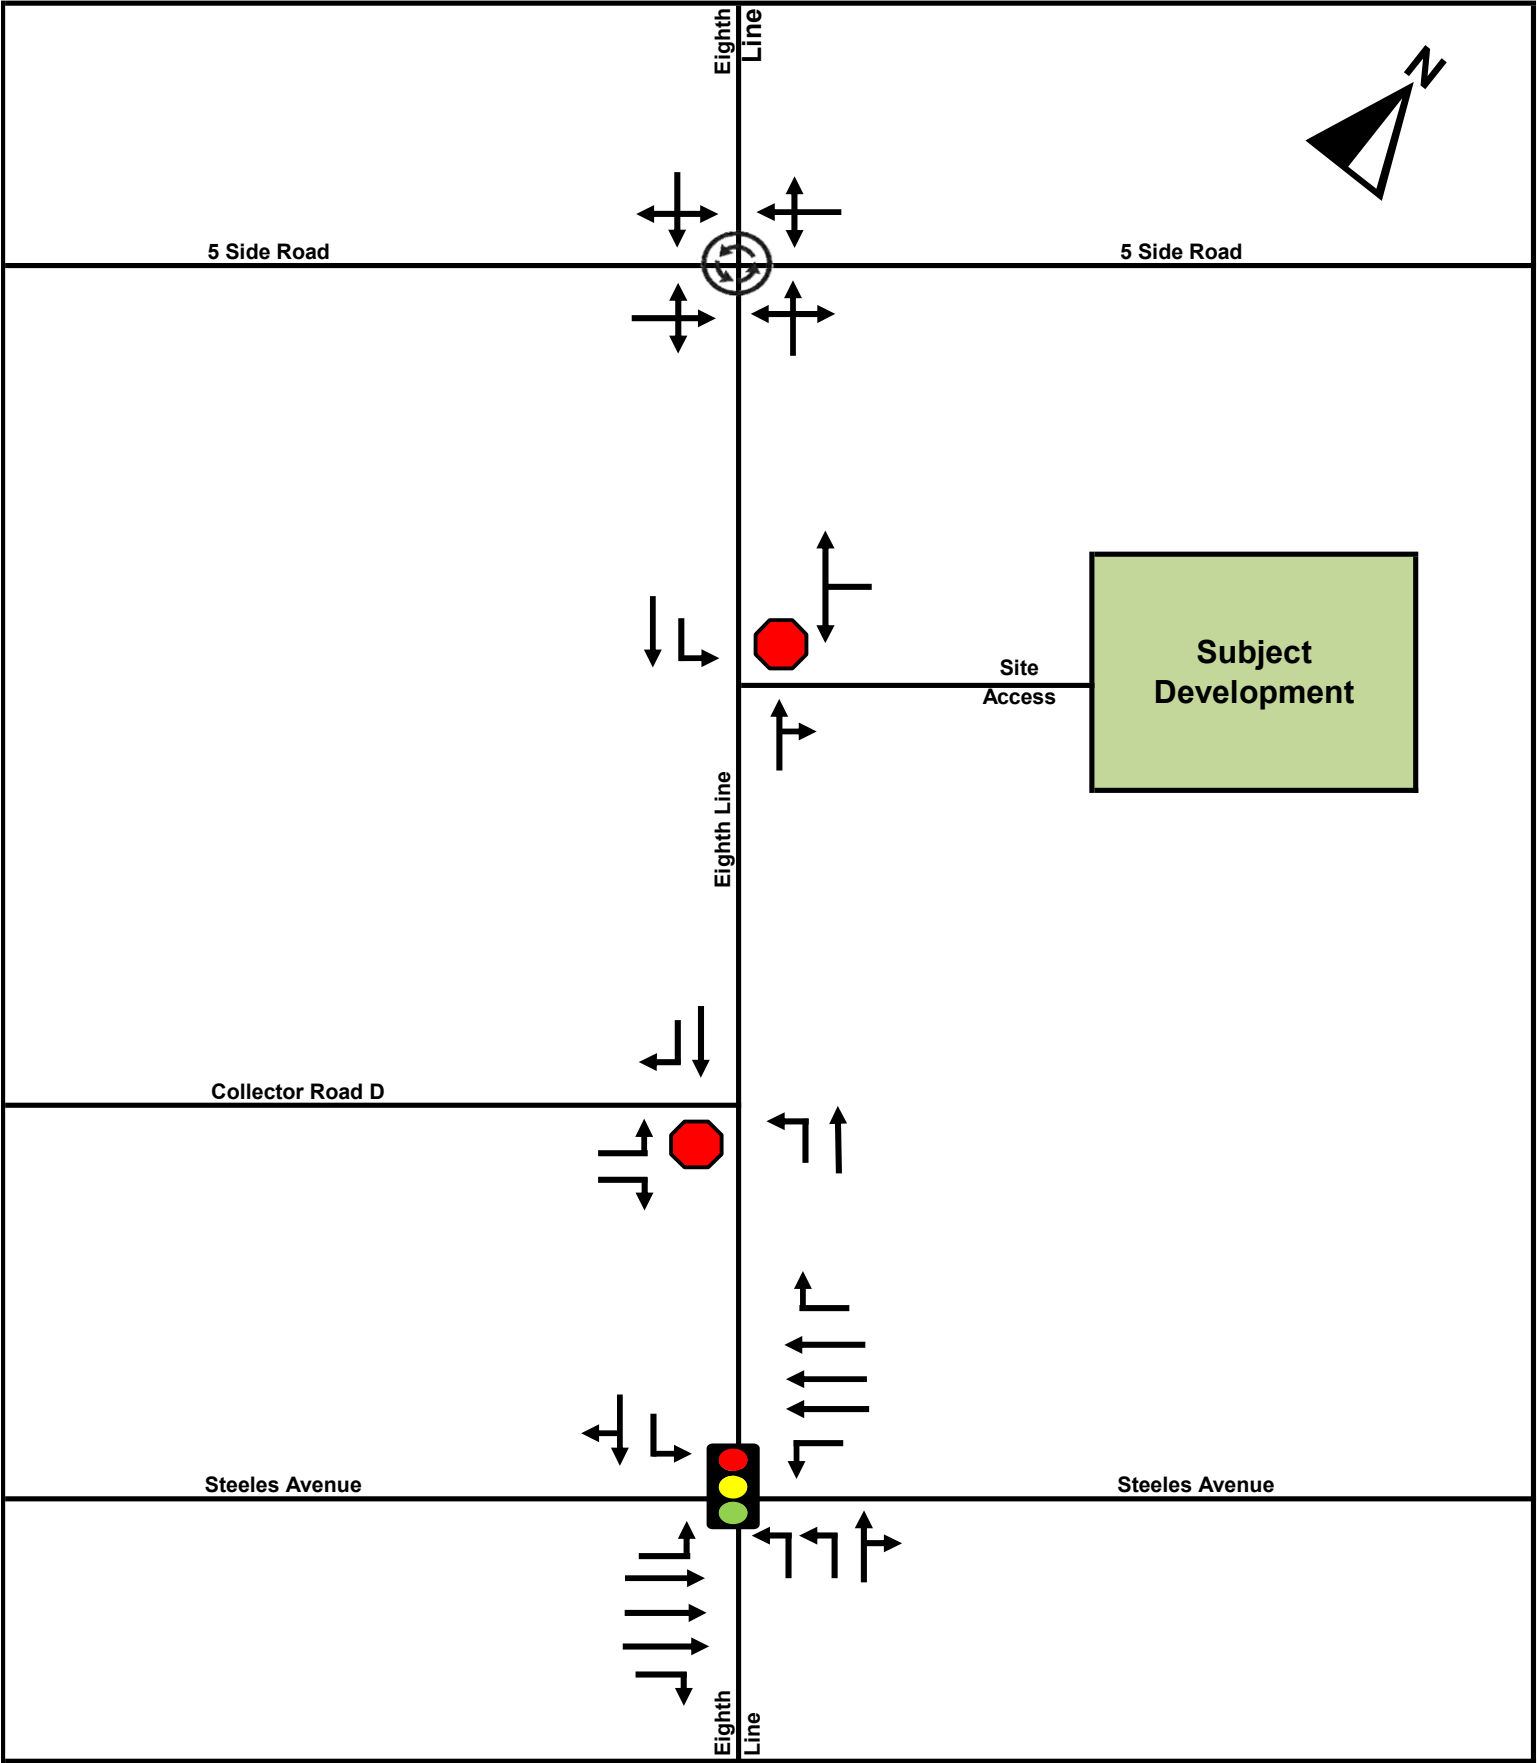 Eighth
Line
N
5 Side Road
5 Side Road
Subject
Development
Site
Access
Eighth Line
Collector Road D
Steeles Avenue
Steeles Avenue
Eighth
Line